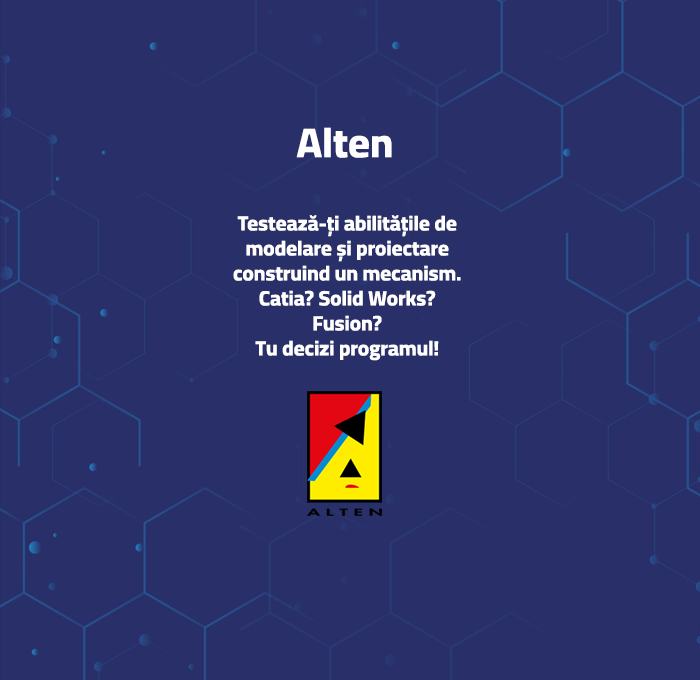 Alten
Testează-ți abilitățile de
modelare și proiectare
construind un mecanism.
Catia? Solid Works?
Fusion?
Tu decizi programul!
ALTEN